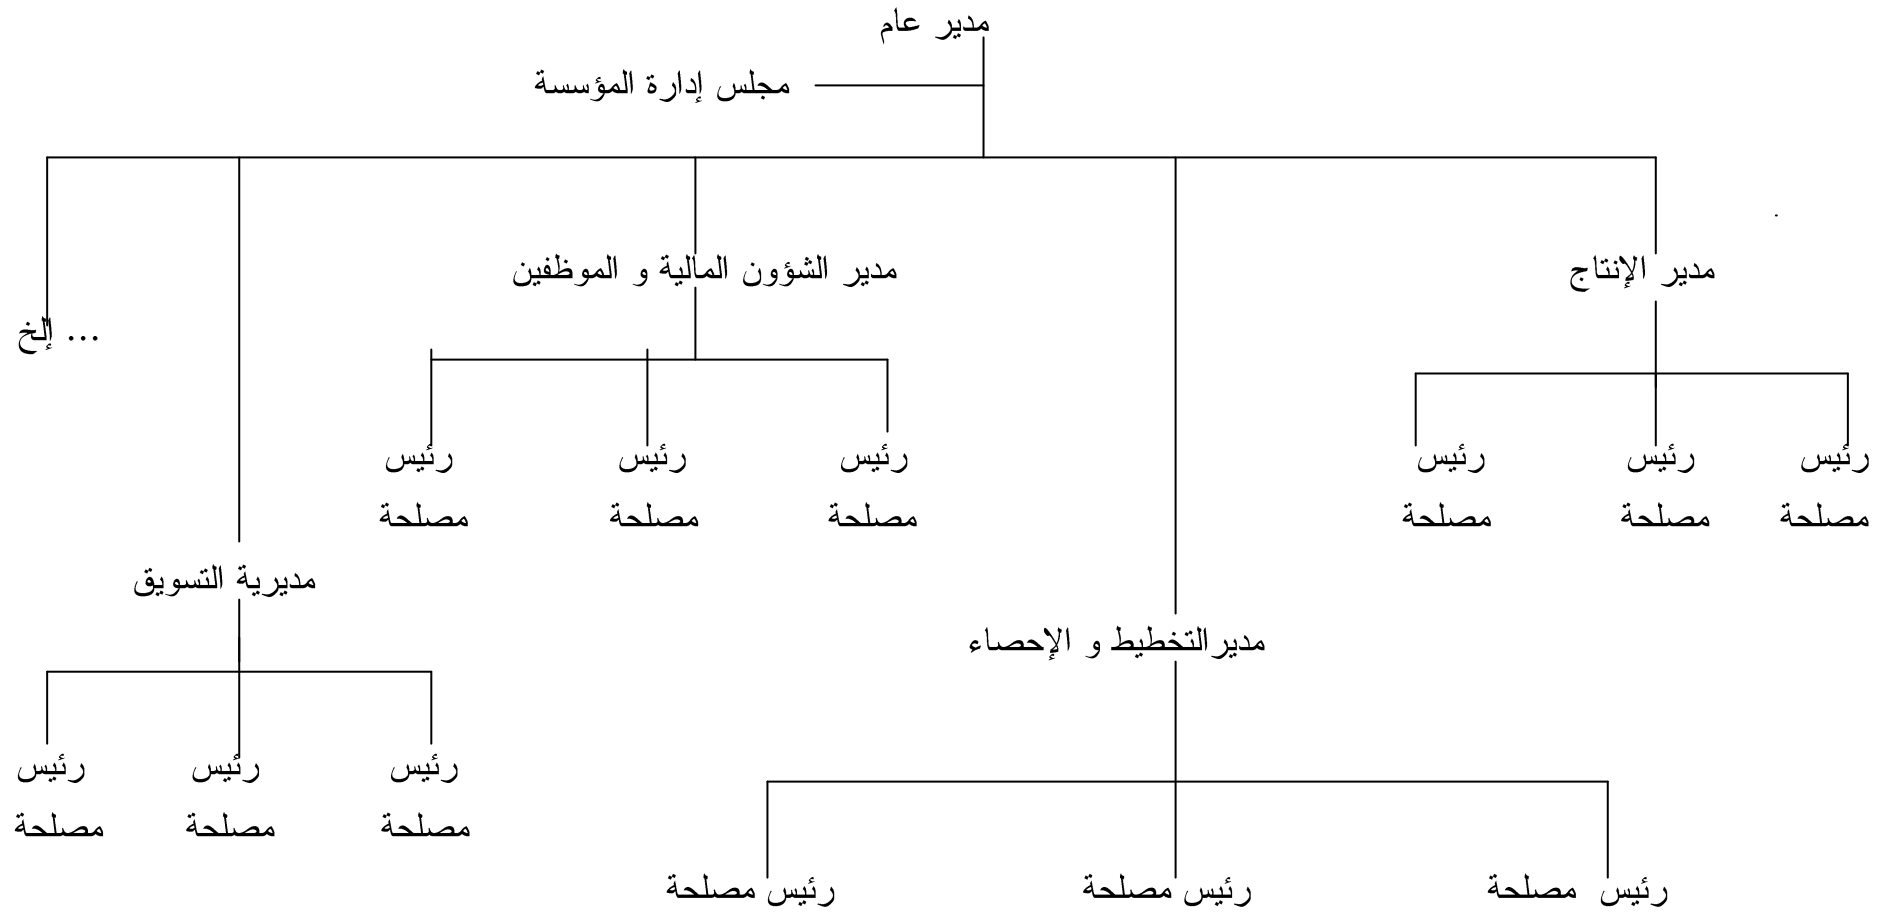 مدير عام
مجلس إدارة المؤسسة
مدير الإنتاج
مدير الشؤون المالية و الموظفين
... إلخ
رئيس
مصلحة
رئيس
مصلحة
رئيس
مصلحة
رئيس
مصلحة
رئيس
مصلحة
رئيس
مصلحة
مديرية التسويق
مديرالتخطيط و الإحصاء
رئيس
مصلحة
رئيس
مصلحة
رئيس
مصلحة
رئيس مصلحة
رئيس مصلحة
رئيس مصلحة